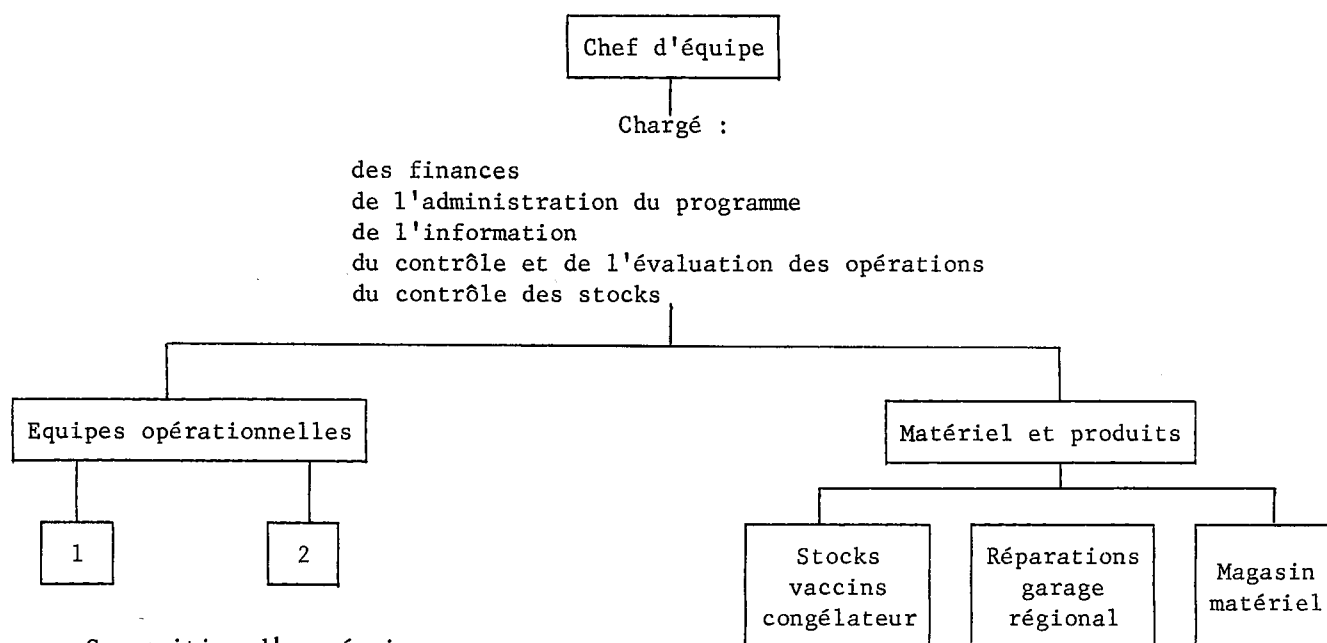 Chef d'équipe
Chargé :
des finances
de l'administration du programme
de l'information
du contrôle et de l'évaluation des opérations
du contrôle des stocks
Equipes opérationnelles
Matériel et produits
1
2
Stocks
vaccins
congélateur
Réparations
garage
régional
Magasin
matériel